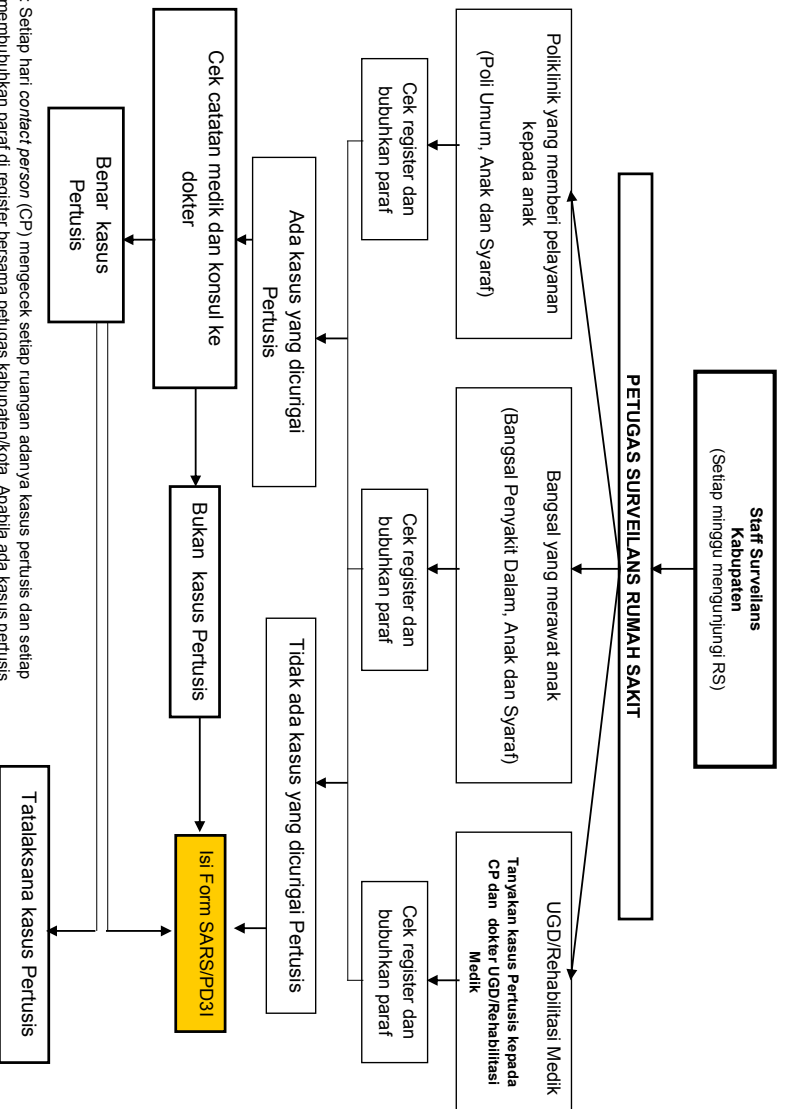 Staff Surveilans
Kabupaten
(Setiap minggu mengunjungi RS)
PETUGAS SURVEILANS RUMAH SAKIT
Poliklinik yang memberi pelayanan
kepada anak
(Poli Umum, Anak dan Syaraf)
Bangsal yang merawat anak
(Bangsal Penyakit Dalam, Anak dan Syaraf)
UGD/Rehabilitasi Medik
Tanyakan kasus Pertusis kepada
CP dan dokter UGD/Rehabilitasi
Medik
Cek register dan
bubuhkan paraf
Cek register dan
bubuhkan paraf
Cek register dan
bubuhkan paraf
Ada kasus yang dicurigai
Pertusis
Tidak ada kasus yang dicurigai Pertusis
Cek catatan medik dan konsul ke
dokter
Bukan kasus Pertusis
Isi Form SARS/PD3I
Benar kasus
Pertusis
Tatalaksana kasus Pertusis
: Setiap hari contact person (CP) mengecek setiap ruangan adanya kasus pertusis dan setiap
membubuhkan paraf di register bersama petugas kabupaten/kota. Apabila ada kasus pertusis